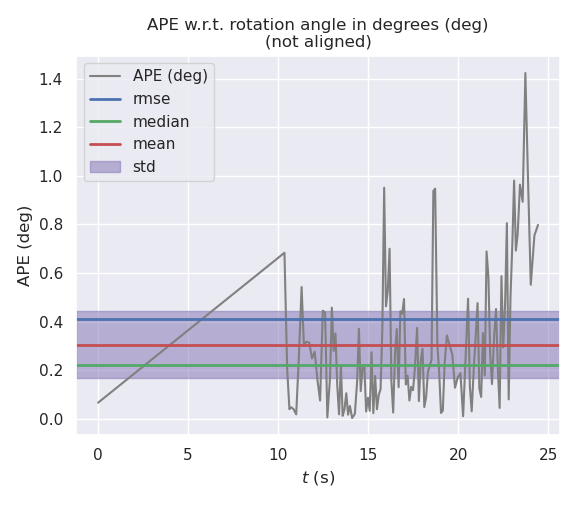 APE w.r.t. rotation angle in degrees (deg)
(not aligned)
APE (deg)
rmse
median
mean
std
APE (deg)
1.4
1.2
1.0
0.8
0.6
0.4
0.2
0.0
0 5 10 15 20 25
t (s)